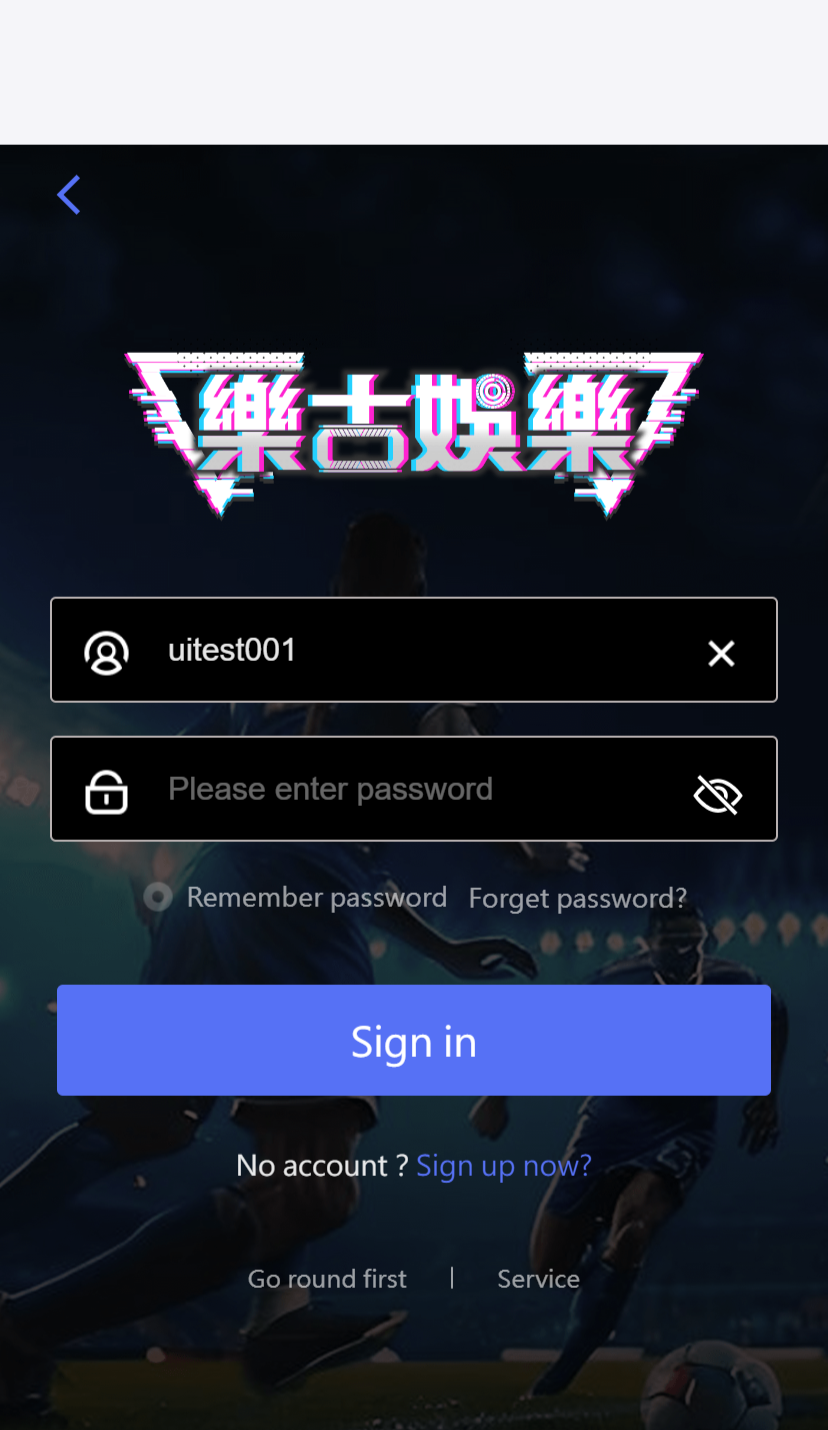 樂古娛樂
uitest001
Please enter password
Remember password Forget password?
Sign in
No account ? Sign up now?
Go round first | Service